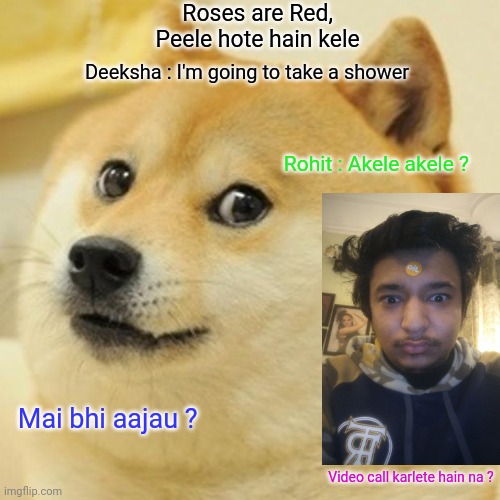 Roses are Red,
Peele hote hain kele
Deeksha : I'm going to take a shower
Rohit : Akele akele ?
Mai bhi aajau ?
Video call karlete hain na ?
imgflip.com